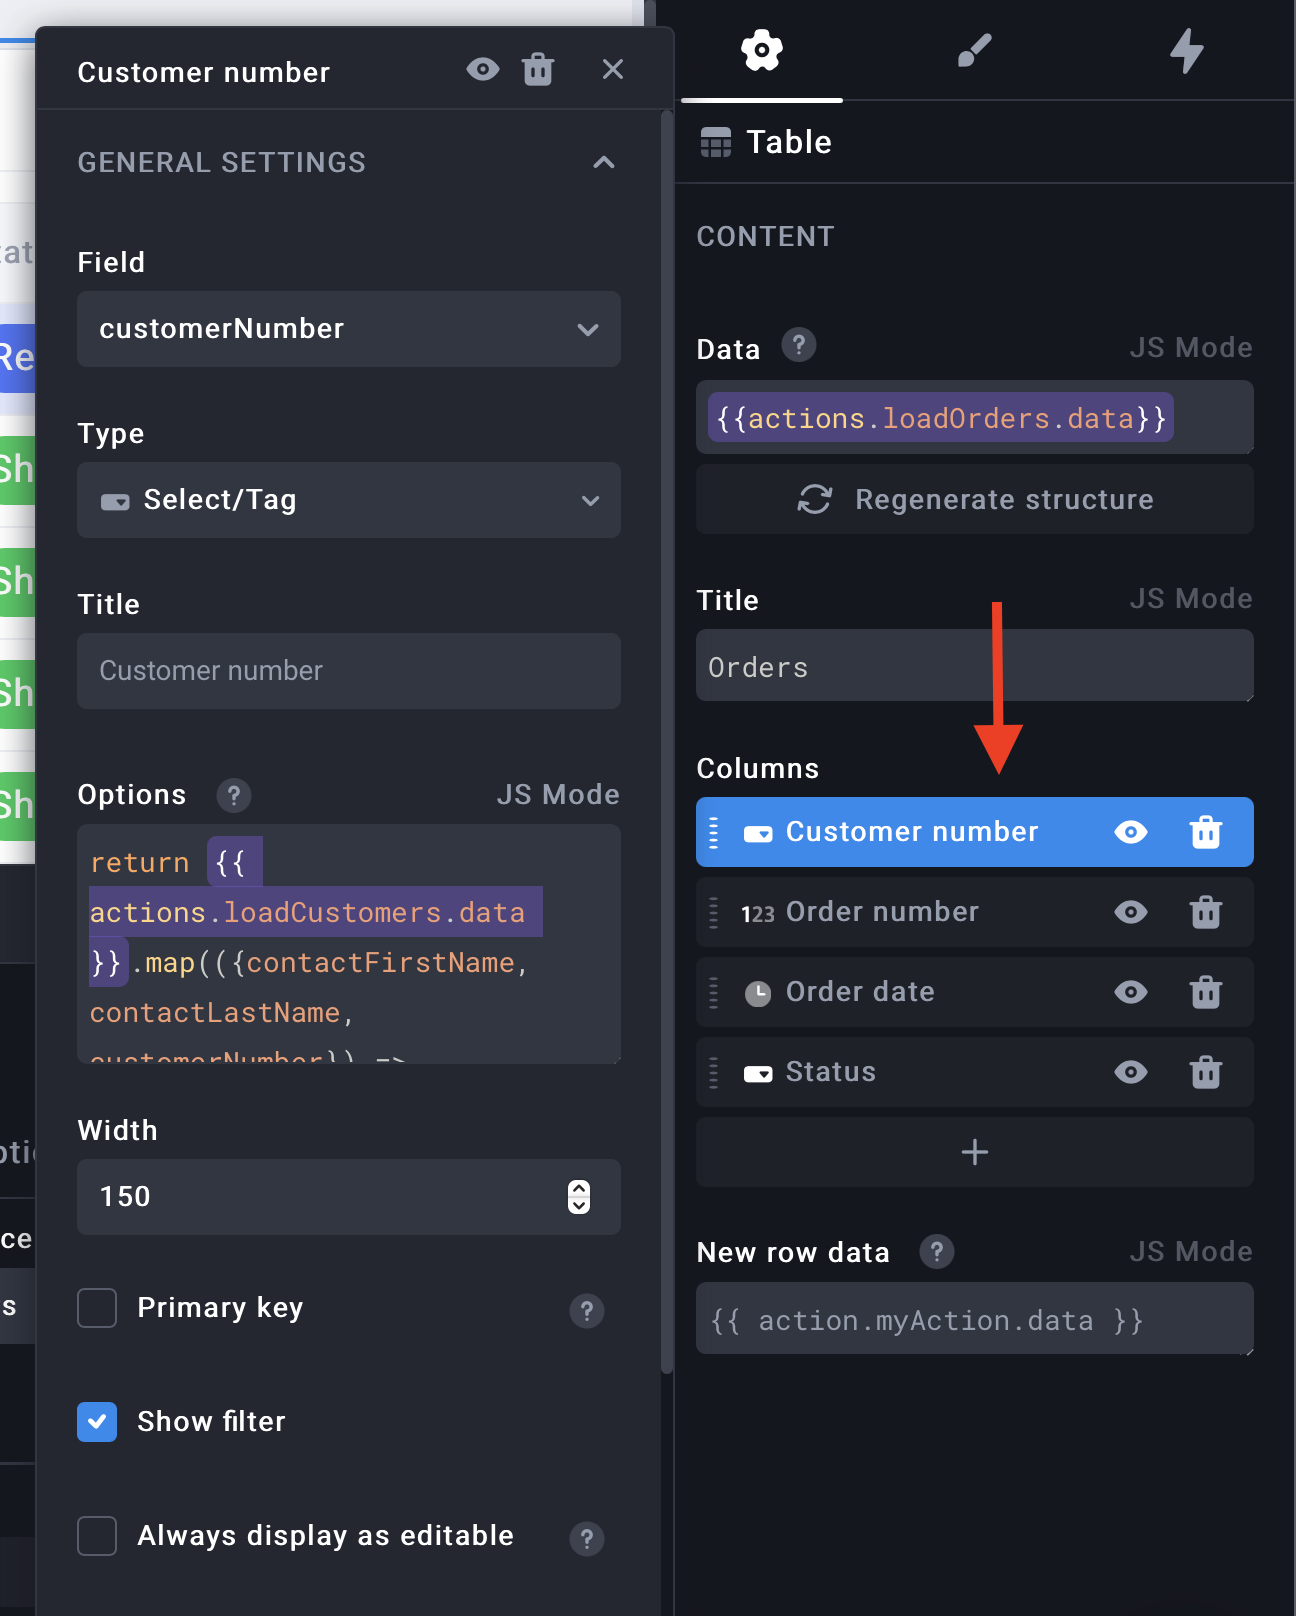 Customer number
GENERAL SETTINGS
Field
customerNumber
Type
Select/Tag
Title
Customer number
Options ?
JS Mode
return {{
actions.loadCustomers.data
}}.map(({contactFirstName,
contactLastName,
customerNumber}) =>
Width
150
Primary key ?
Show filter
Always display as editable ?
Table
CONTENT
Data ?
JS Mode
{{actions.loadOrders.data}}
Regenerate structure
Title
JS Mode
Orders
Columns
Customer number
123 Order number
Order date
Status
New row data ?
JS Mode
{{ action.myAction.data }}
Re
Sh
Sh
Sh
Sh
ce
s